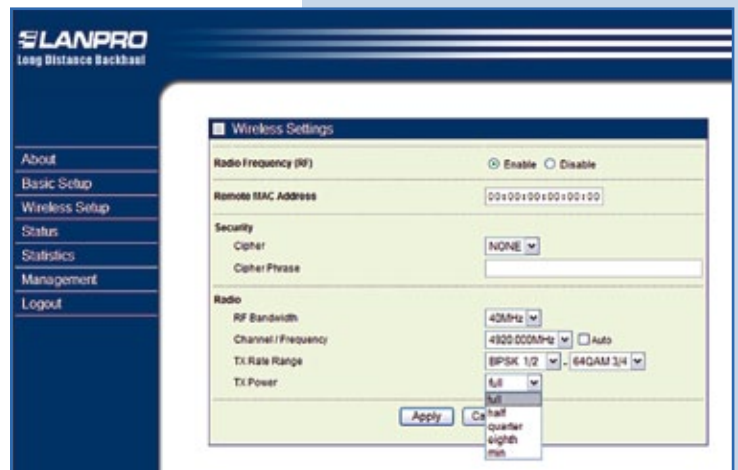 LANPRO
Long Distance Backhaul
About
Basic Setup
Wireless Setup
Status
Statistics
Management
Logout
Wireless Settings
Radio Frequency (RF) Enable Disable
Remote MAC Address 00:00:00:00:00:00
Security
Cipher NONE
Cipher Phrase
Radio
RF Bandwidth 40MHz
Channel / Frequency 4920.000MHz Auto
TX Rate Range BPSK 1/2 - 64QAM 3/4
TX Power full
full
half
quarter
eighth
min
Apply Ca